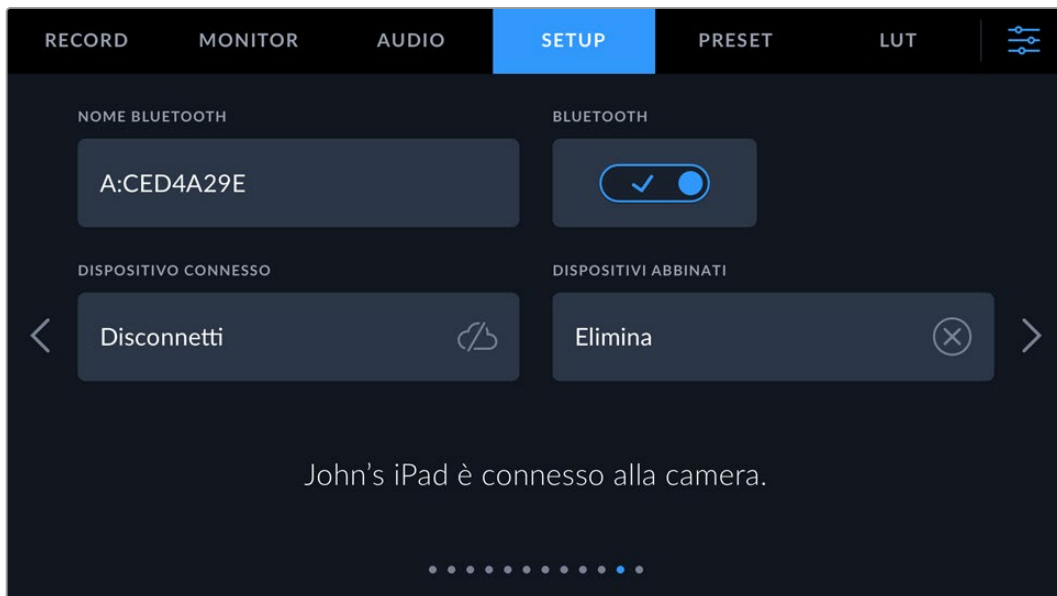 RECORD MONITOR AUDIO SETUP PRESET LUT
NOME BLUETOOTH BLUETOOTH
A:CED4A29E
DISPOSITIVO CONNESSO DISPOSITIVI ABBINATI
Disconnetti Elimina
John’s iPad è connesso alla camera.